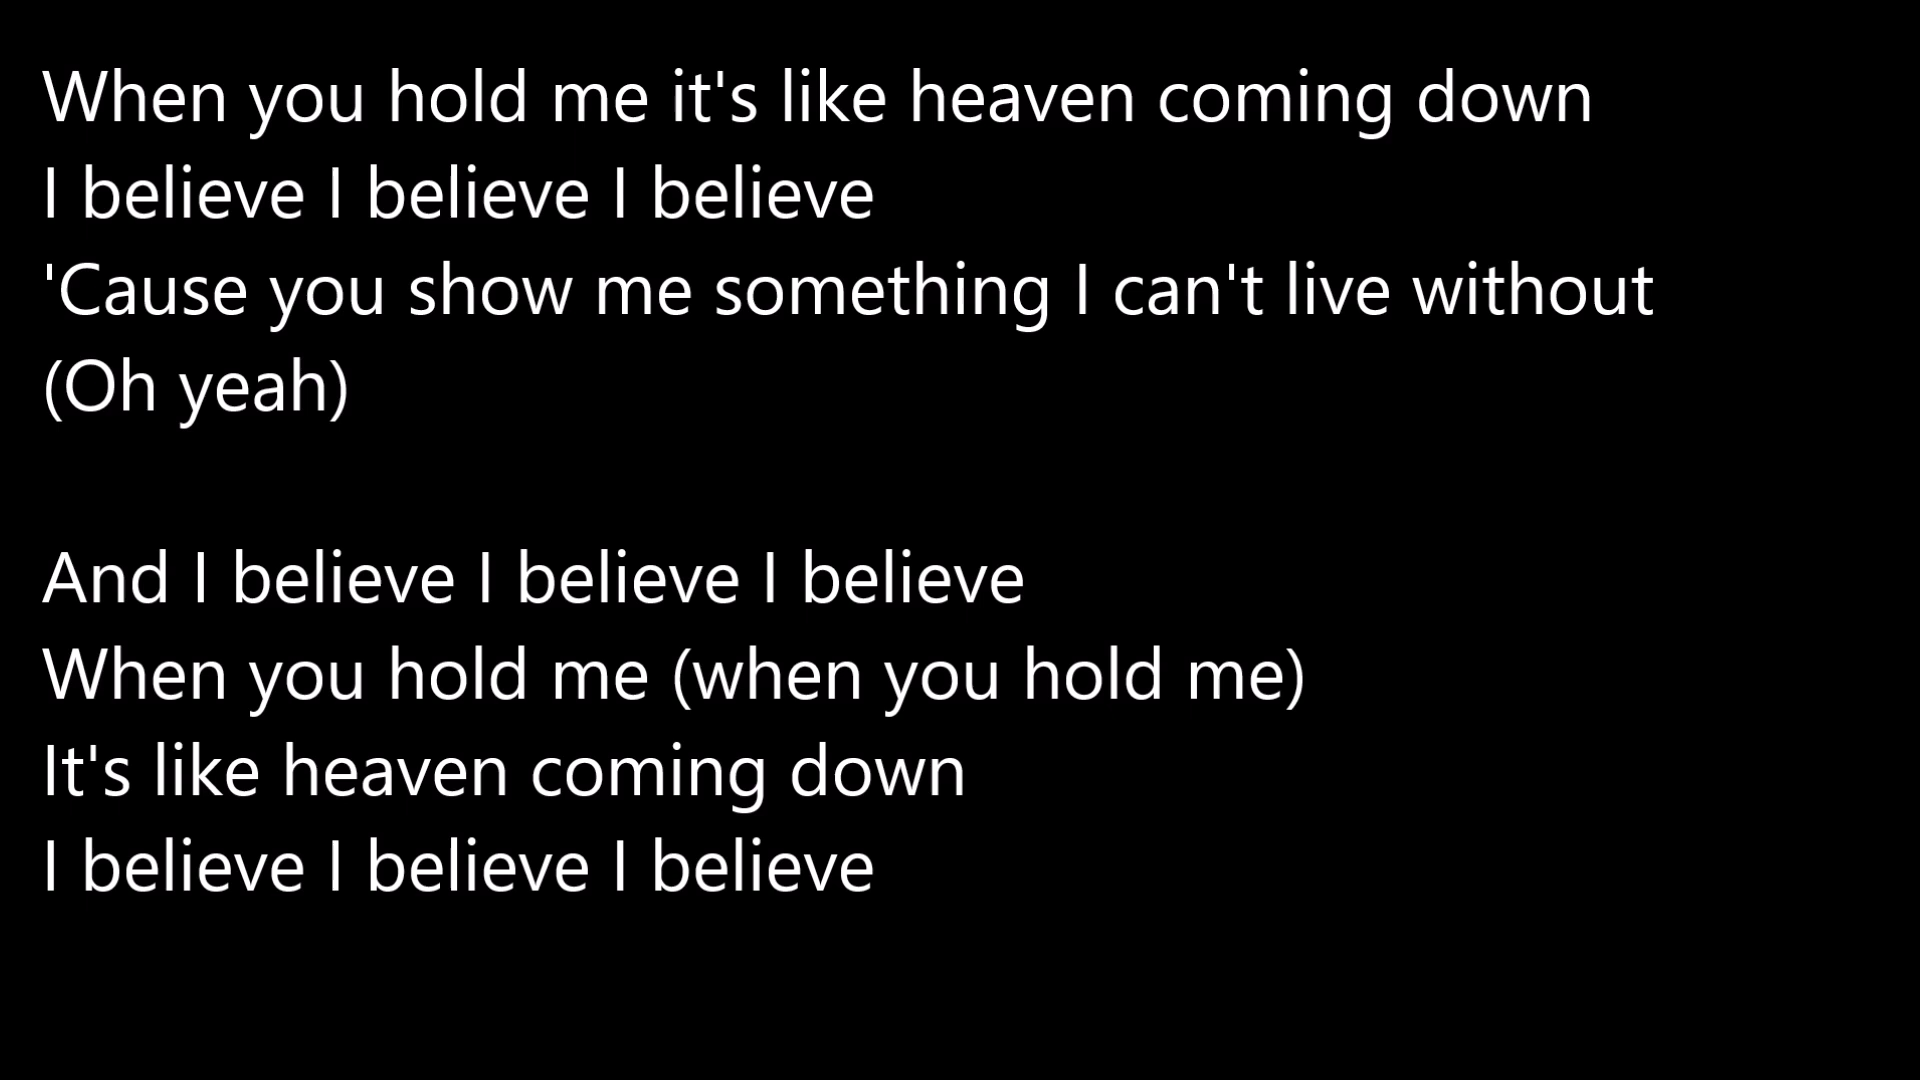 When you hold me it's like heaven coming down
I believe I believe I believe
'Cause you show me something I can't live without
(Oh yeah)
And I believe I believe I believe
When you hold me (when you hold me)
It's like heaven coming down
I believe I believe I believe